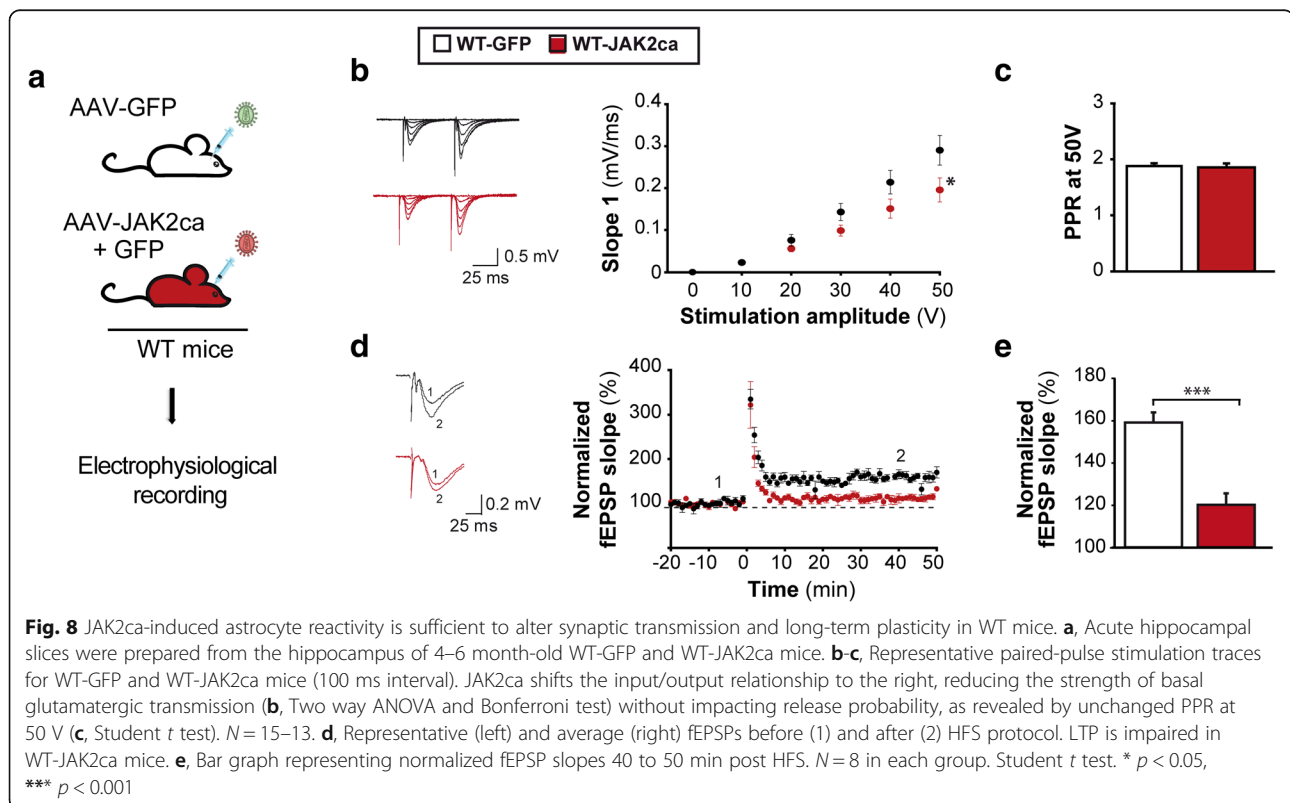 WT-GFP WT-JAK2ca
a
AAV-GFP
AAV-JAK2ca
+ GFP
WT mice
Electrophysiological
recording
b
0.5 mV
25 ms
Slope 1 (mV/ms)
0.4
0.3
0.2
0.1
0
*
0 10 20 30 40 50
Stimulation amplitude (V)
c
PPR at 50V
3
2
1
0
d
1
2
1
2
0.2 mV
25 ms
Normalized
fEPSP slolpe (%)
400
300
200
100
1
2
-20 -10 0 10 20 30 40 50
Time (min)
e
Normalized
fEPSP slolpe (%)
180
160
140
120
100
***
Fig. 8 JAK2ca-induced astrocyte reactivity is sufficient to alter synaptic transmission and long-term plasticity in WT mice. a, Acute hippocampal
slices were prepared from the hippocampus of 4–6 month-old WT-GFP and WT-JAK2ca mice. b-c, Representative paired-pulse stimulation traces
for WT-GFP and WT-JAK2ca mice (100 ms interval). JAK2ca shifts the input/output relationship to the right, reducing the strength of basal
glutamatergic transmission (b, Two way ANOVA and Bonferroni test) without impacting release probability, as revealed by unchanged PPR at
50 V (c, Student t test). N = 15–13. d, Representative (left) and average (right) fEPSPs before (1) and after (2) HFS protocol. LTP is impaired in
WT-JAK2ca mice. e, Bar graph representing normalized fEPSP slopes 40 to 50 min post HFS. N = 8 in each group. Student t test. * p < 0.05,
*** p < 0.001